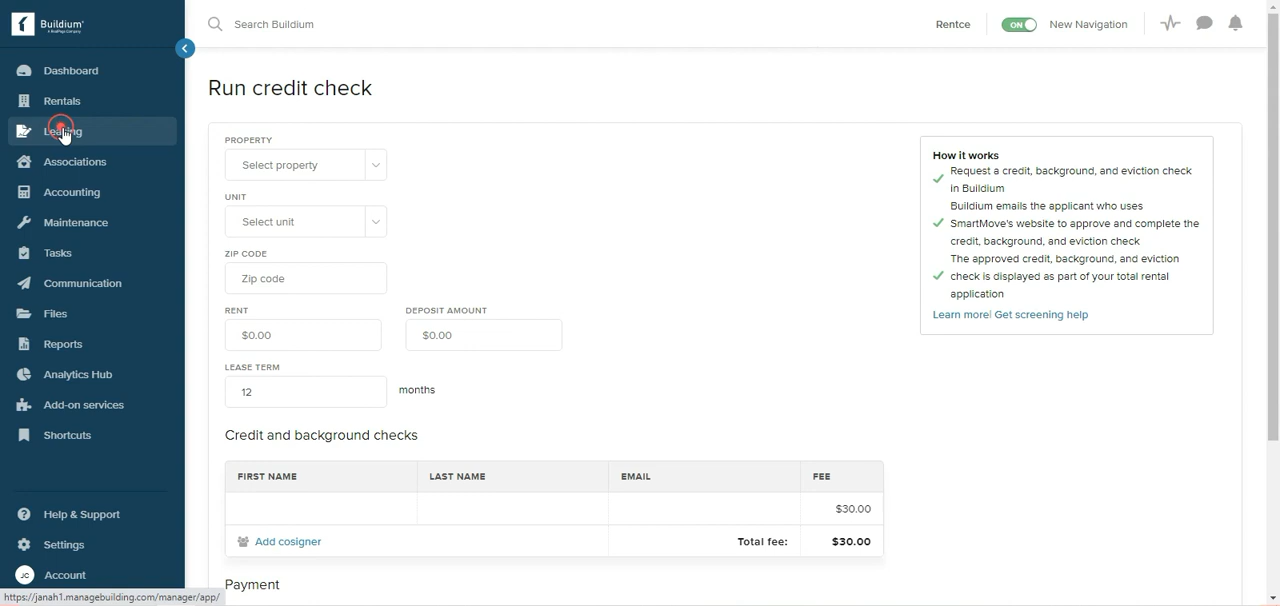 Buildium®
A RealPage Company
Search Buildium
Rentce
ON
New Navigation
Dashboard
Rentals
Leasing
Associations
Accounting
Maintenance
Tasks
Communication
Files
Reports
Analytics Hub
Add-on services
Shortcuts
Help & Support
Settings
JC
Account
https://janah1.managebuilding.com/manager/app/
Run credit check
PROPERTY
Select property
UNIT
Select unit
ZIP CODE
Zip code
RENT
DEPOSIT AMOUNT
$0.00
$0.00
LEASE TERM
12
months
Credit and background checks
FIRST NAME
LAST NAME
EMAIL
FEE
$30.00
Add cosigner
Total fee:
$30.00
Payment
How it works
Request a credit, background, and eviction check
in Buildium
Buildium emails the applicant who uses
SmartMove's website to approve and complete the
credit, background, and eviction check
The approved credit, background, and eviction
check is displayed as part of your total rental
application
Learn more| Get screening help